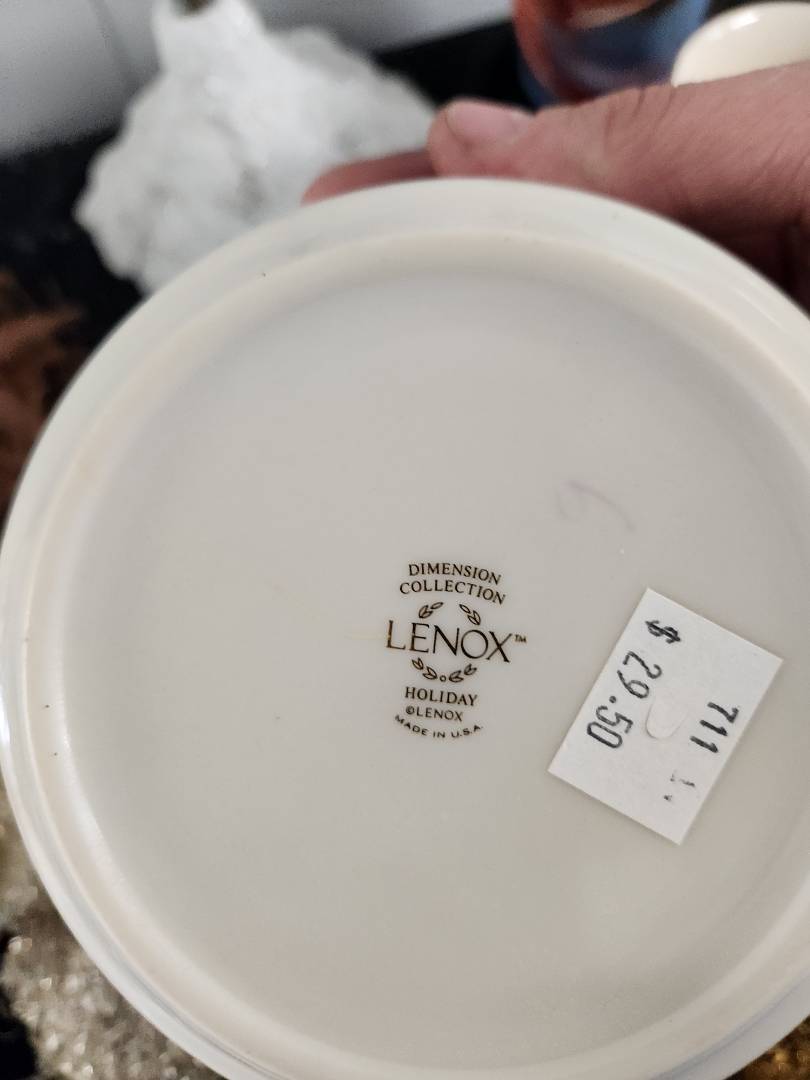 DIMENSION
COLLECTION
LENOX™
HOLIDAY
©LENOX
MADE IN U.S.A.
711
$ 29.50